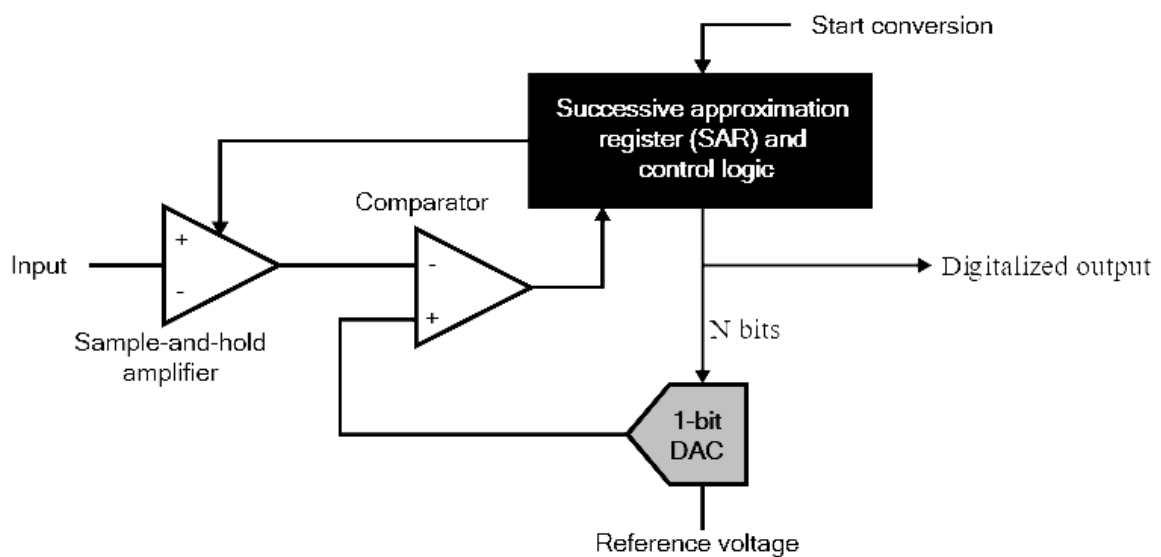 Start conversion
Successive approximation
register (SAR) and
control logic
Comparator
+
-
Input
-
+
Digitalized output
Sample-and-hold
amplifier
N bits
1-bit
DAC
Reference voltage